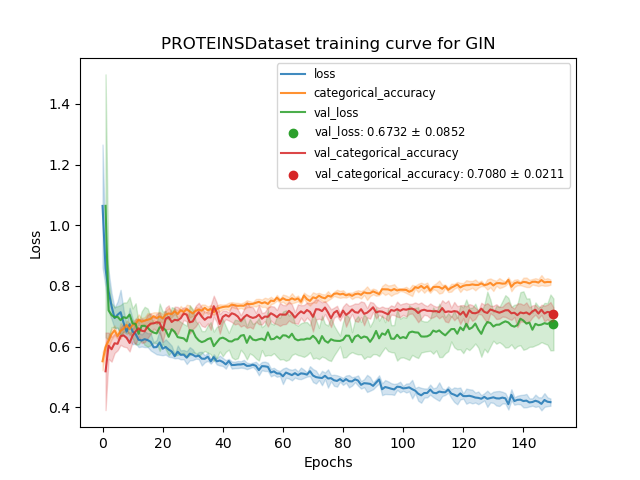 PROTEINSDataset training curve for GIN
loss
categorical_accuracy
val_loss
val_loss: 0.6732 ± 0.0852
val_categorical_accuracy
val_categorical_accuracy: 0.7080 ± 0.0211
Loss
1.4
1.2
1.0
0.8
0.6
0.4
0 20 40 60 80 100 120 140
Epochs